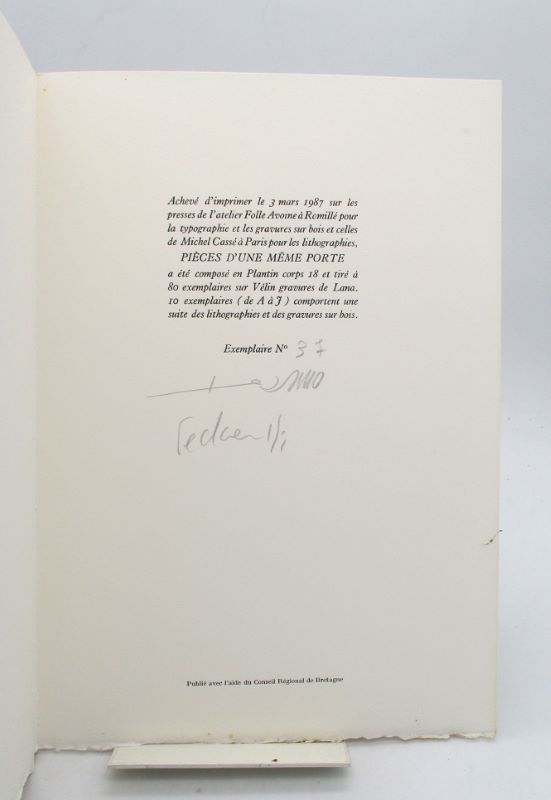 Achevé d'imprimer le 3 mars 1987 sur les
presses de l'atelier Folle Avoine à Romillé pour
la typographie et les gravures sur bois et celles
de Michel Cassé à Paris pour les lithographies,
PIÈCES D'UNE MÊME PORTE
a été composé en Plantin corps 18 et tiré à
80 exemplaires sur Vélin gravures de Lana.
10 exemplaires (de A à J) comportent une
suite des lithographies et des gravures sur bois.
Exemplaire N° 37
Publié avec l'aide du Conseil Régional de Bretagne